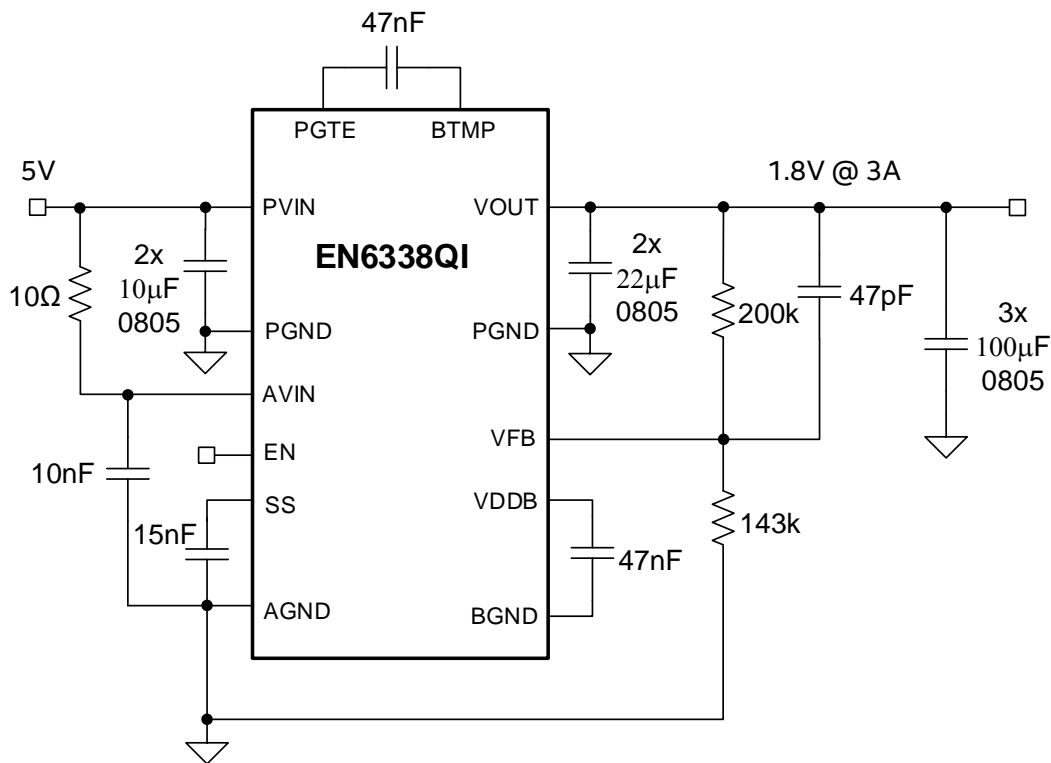 47nF
PGTE BTMP
5V
1.8V @ 3A
PVIN
VOUT
EN6338QI
2x
10μF
0805
2x
22μF
0805
10Ω
200k
47pF
3x
100μF
0805
PGND
PGND
AVIN
VFB
EN
10nF
SS
VDDB
15nF
47nF
143k
AGND
BGND